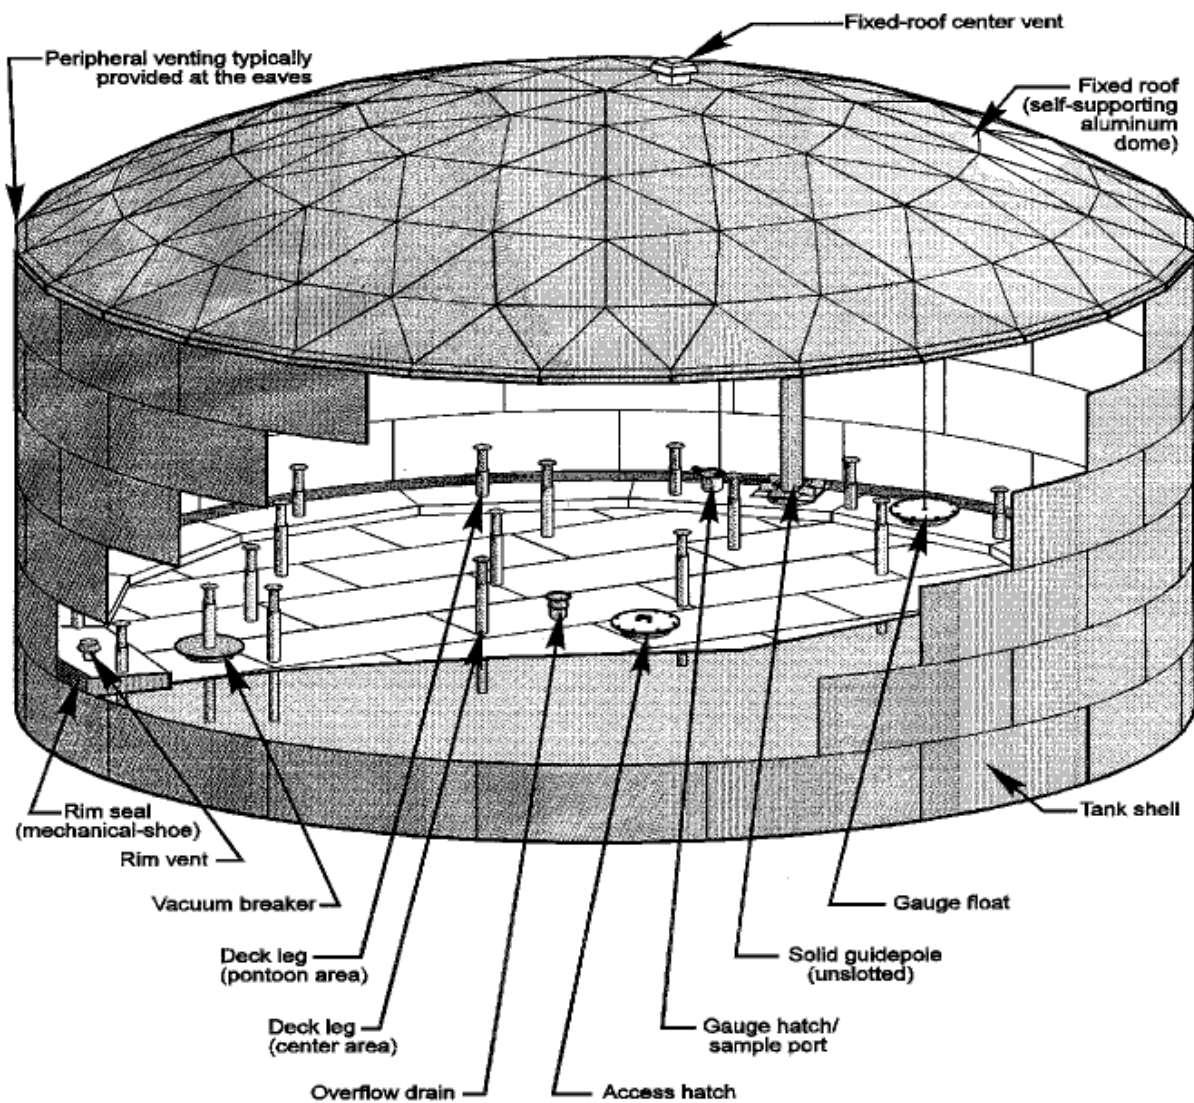 Fixed-roof center vent
Peripheral venting typically
provided at the eaves
Fixed roof
(self-supporting
aluminum
dome)
Rim seal
(mechanical-shoe)
Tank shell
Rim vent
Vacuum breaker
Gauge float
Deck leg
(pontoon area)
Solid guidepole
(unslotted)
Deck leg
(center area)
Gauge hatch/
sample port
Overflow drain
Access hatch